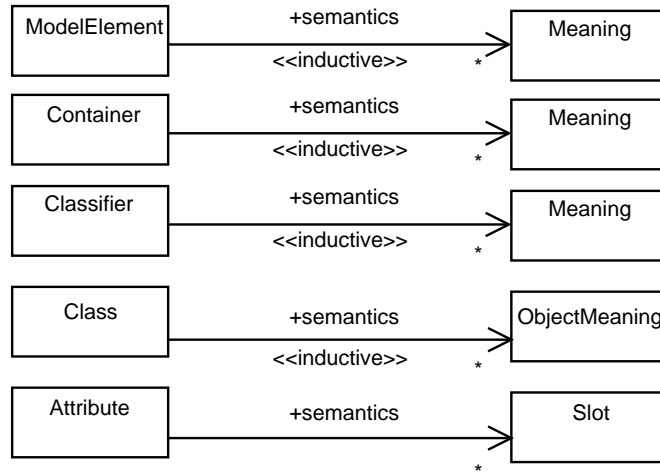 ModelElement
+semantics
Meaning
<<inductive>>
*
Container
+semantics
Meaning
<<inductive>>
*
Classifier
+semantics
Meaning
<<inductive>>
*
Class
+semantics
ObjectMeaning
<<inductive>>
*
Attribute
+semantics
Slot
*